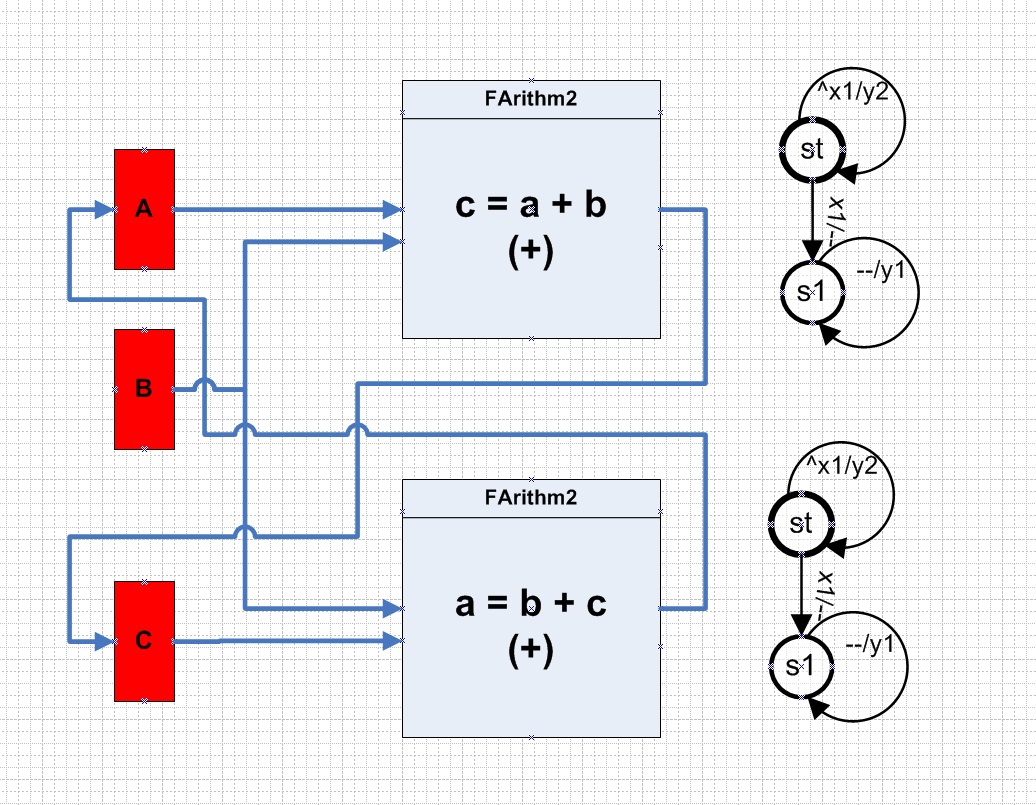 FArithm2
c = a + b
(+)
A
B
C
FArithm2
a = b + c
(+)
^x1/y2
st
x1/--
s1
--/y1
^x1/y2
st
x1/--
s1
--/y1